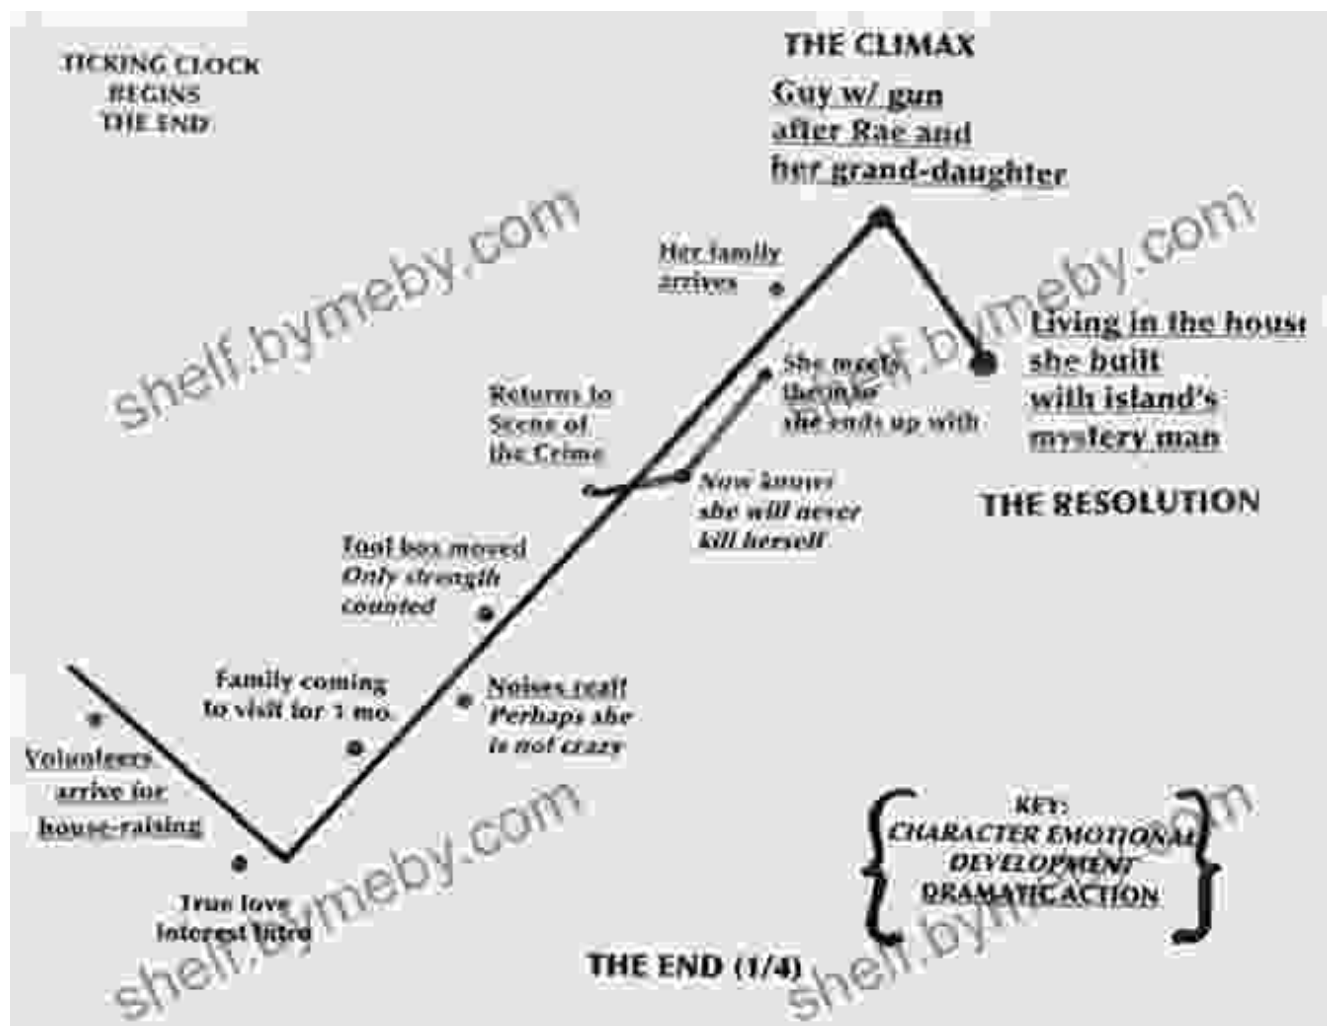 TICKING CLOCK
BEGINS
THE END
THE CLIMAX
Guy w/ gun
after Rae and
her grand-daughter
Her family
arrives
Living in the house
she built
with island's
mystery man
THE RESOLUTION
She meets
she ends up with
Returns to
Scene of
the Crime
Now knows
she will never
kill herself
Tool box moved
Only strength
counted
Family coming
to visit for 1 mo.
Noises real!
Perhaps she
is not crazy
Volunteers
arrive for
house-raising
True love
Interest Intro
KEY:
CHARACTER EMOTIONAL
DEVELOPMENT
DRAMATIC ACTION
THE END (1/4)
shelf.bymeby.com
shelf.bymeby.com
shelf.bymeby.com
shelf.bymeby.com